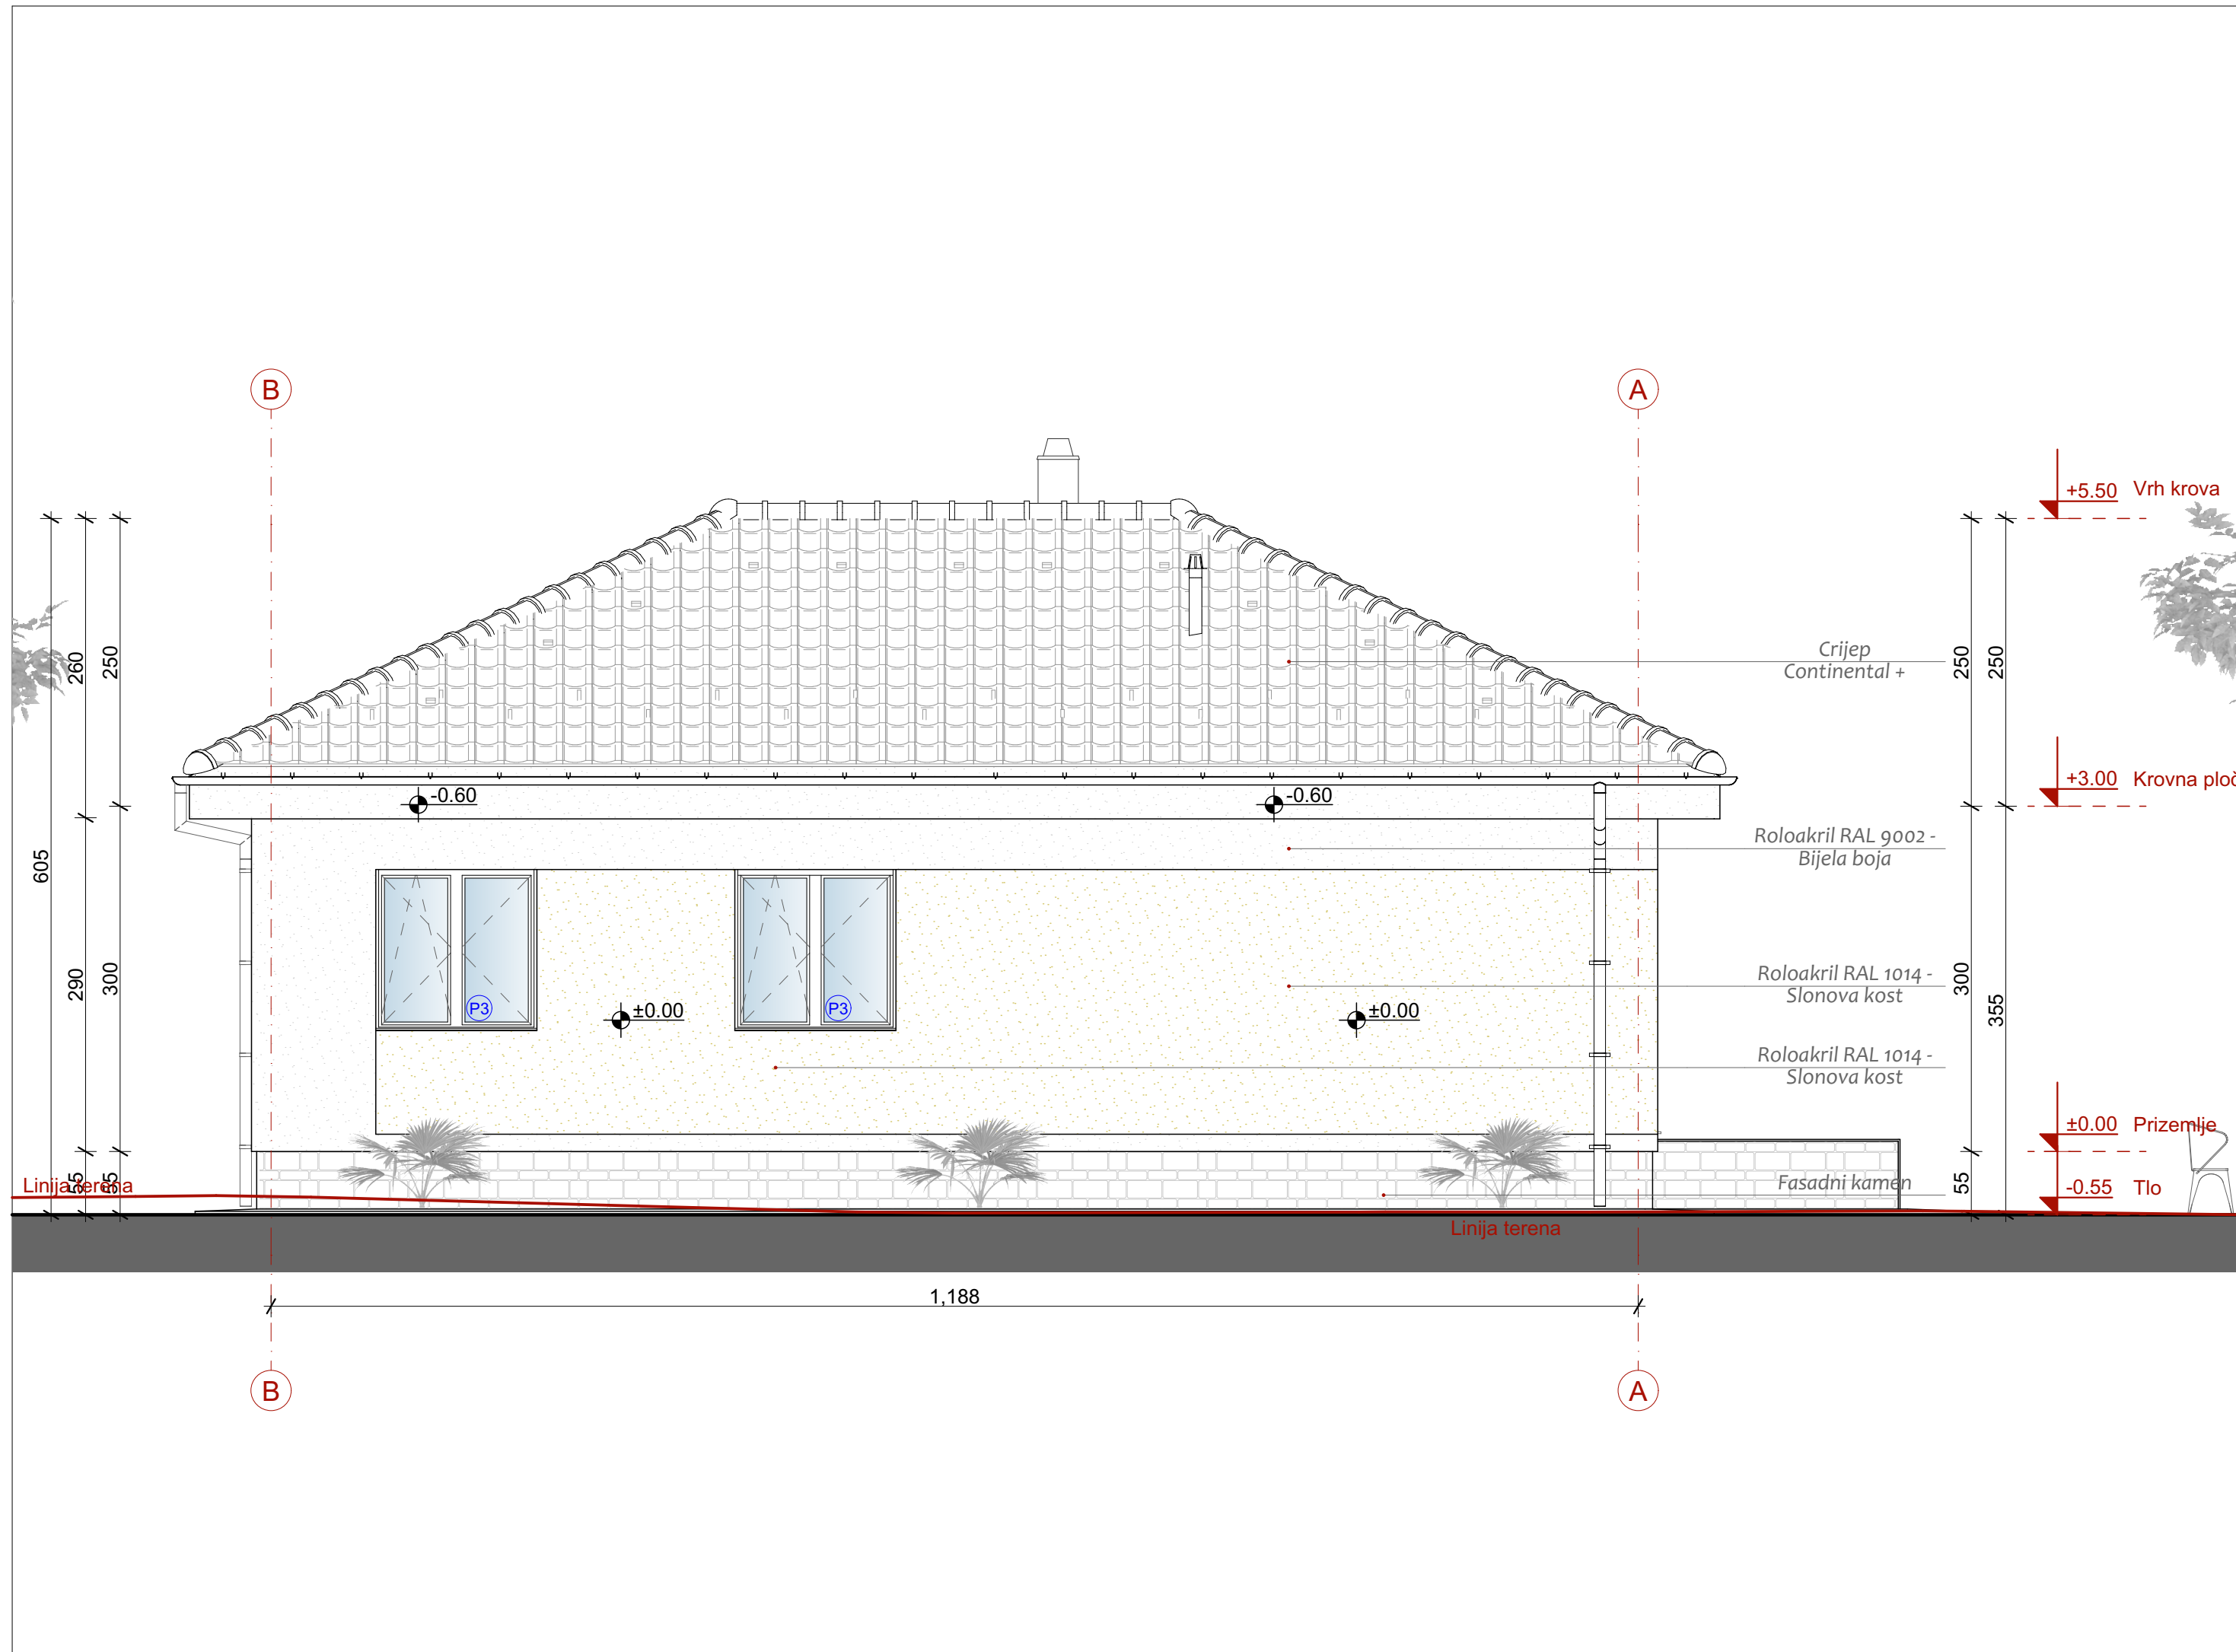 B
A
+5.50 Vrh krova
260
250
Crijep
Continental +
250
250
+3.00 Krovna ploč
-0.60
-0.60
605
Roloakril RAL 9002 -
Bijela boja
290
300
Roloakril RAL 1014 -
Slonova kost
300
355
P3
P3
±0.00
±0.00
Roloakril RAL 1014 -
Slonova kost
±0.00 Prizemlje
55
55
Linija terena
Fasadni kamen
55
-0.55 Tlo
Linija terena
1,188
B
A